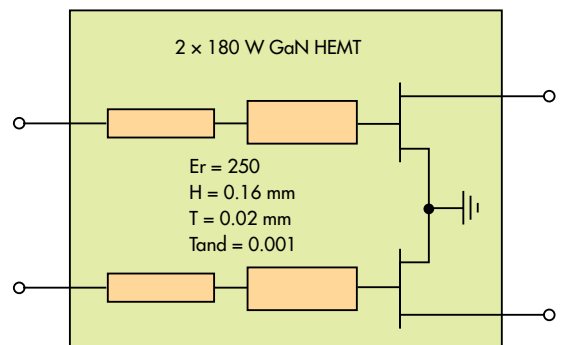 2 × 180 W GaN HEMT
Er = 250
H = 0.16 mm
T = 0.02 mm
Tand = 0.001